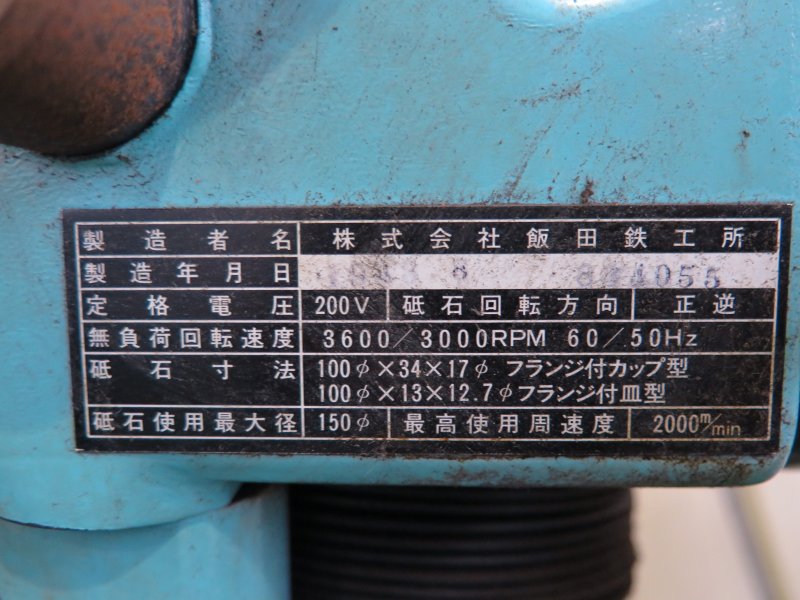 製造者名 株式会社飯田鉄工所
製造年月日
定格電圧 200V 砥石回転方向 正逆
無負荷回転速度 3600/3000RPM 60/50Hz
砥石寸法 100φ×34×17φ フランジ付カップ型
100φ×13×12.7φフランジ付皿型
砥石使用最大径 150φ 最高使用周速度 2000m/min